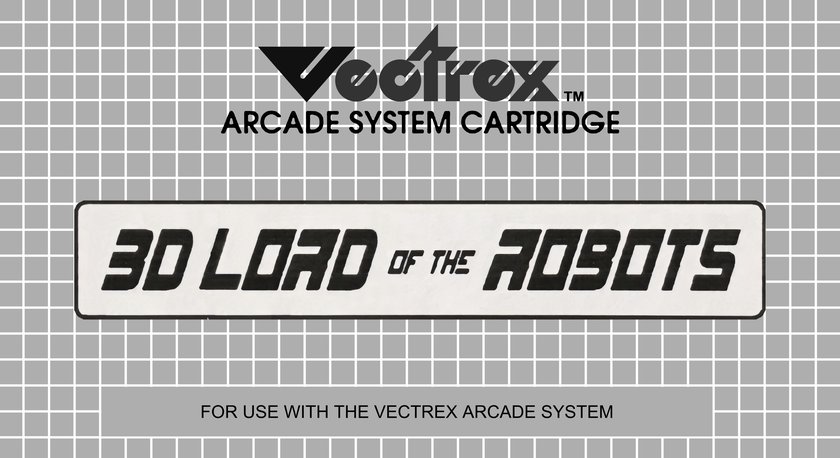 Vectrex™
ARCADE SYSTEM CARTRIDGE
3D LORD OF THE ROBOTS
FOR USE WITH THE VECTREX ARCADE SYSTEM